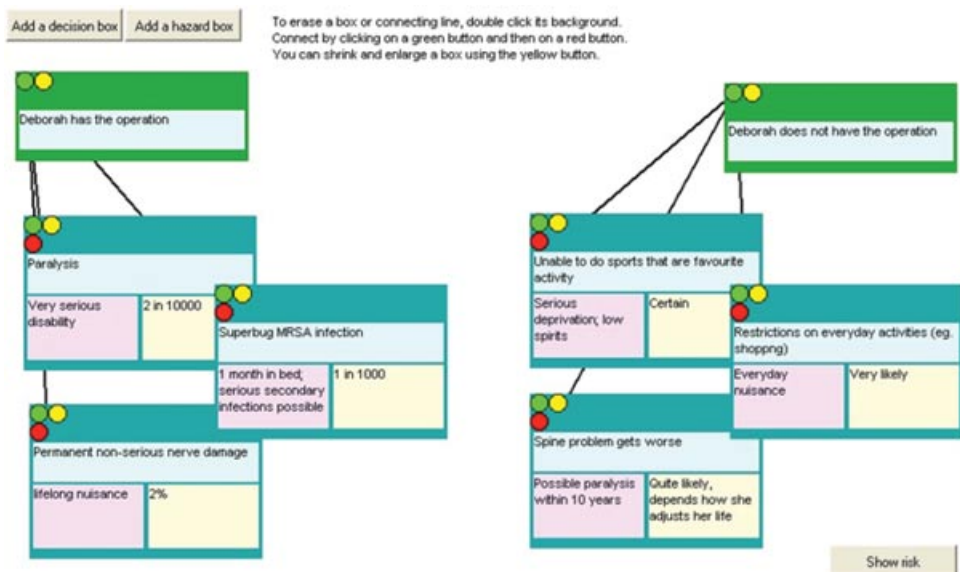 Add a decision box
Add a hazard box
To erase a box or connecting line, double click its background.
Connect by clicking on a green button and then on a red button.
You can shrink and enlarge a box using the yellow button.
Deborah has the operation
Paralysis
Very serious
disability
2 in 10000
Superbug MRSA infection
1 month in bed;
serious secondary
infections possible
1 in 1000
Permanent non-serious nerve damage
lifelong nuisance
2%
Deborah does not have the operation
Unable to do sports that are favourite
activity
Serious
deprivation; low
spirits
Certain
Restrictions on everyday activities (eg.
shoppng)
Everyday
nuisance
Very likely
Spine problem gets worse
Possible paralysis
within 10 years
Quite likely,
depends how she
adjusts her life
Show risk